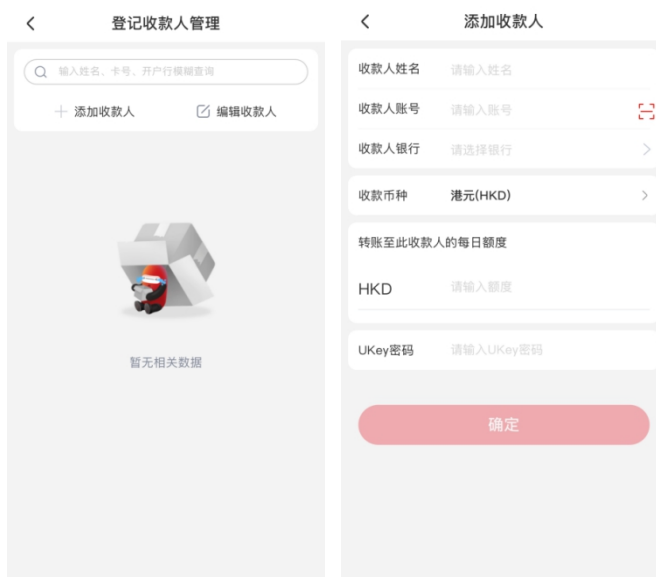 登记收款人管理
输入姓名、卡号、开户行模糊查询
添加收款人
编辑收款人
暂无相关数据
添加收款人
收款人姓名 请输入姓名
收款人账号 请输入账号
收款人银行 请选择银行
收款币种 港元(HKD)
转账至此收款人的每日额度
HKD 请输入额度
UKey密码 请输入UKey密码
确定